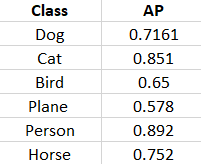 Class AP
Dog 0.7161
Cat 0.851
Bird 0.65
Plane 0.578
Person 0.892
Horse 0.752